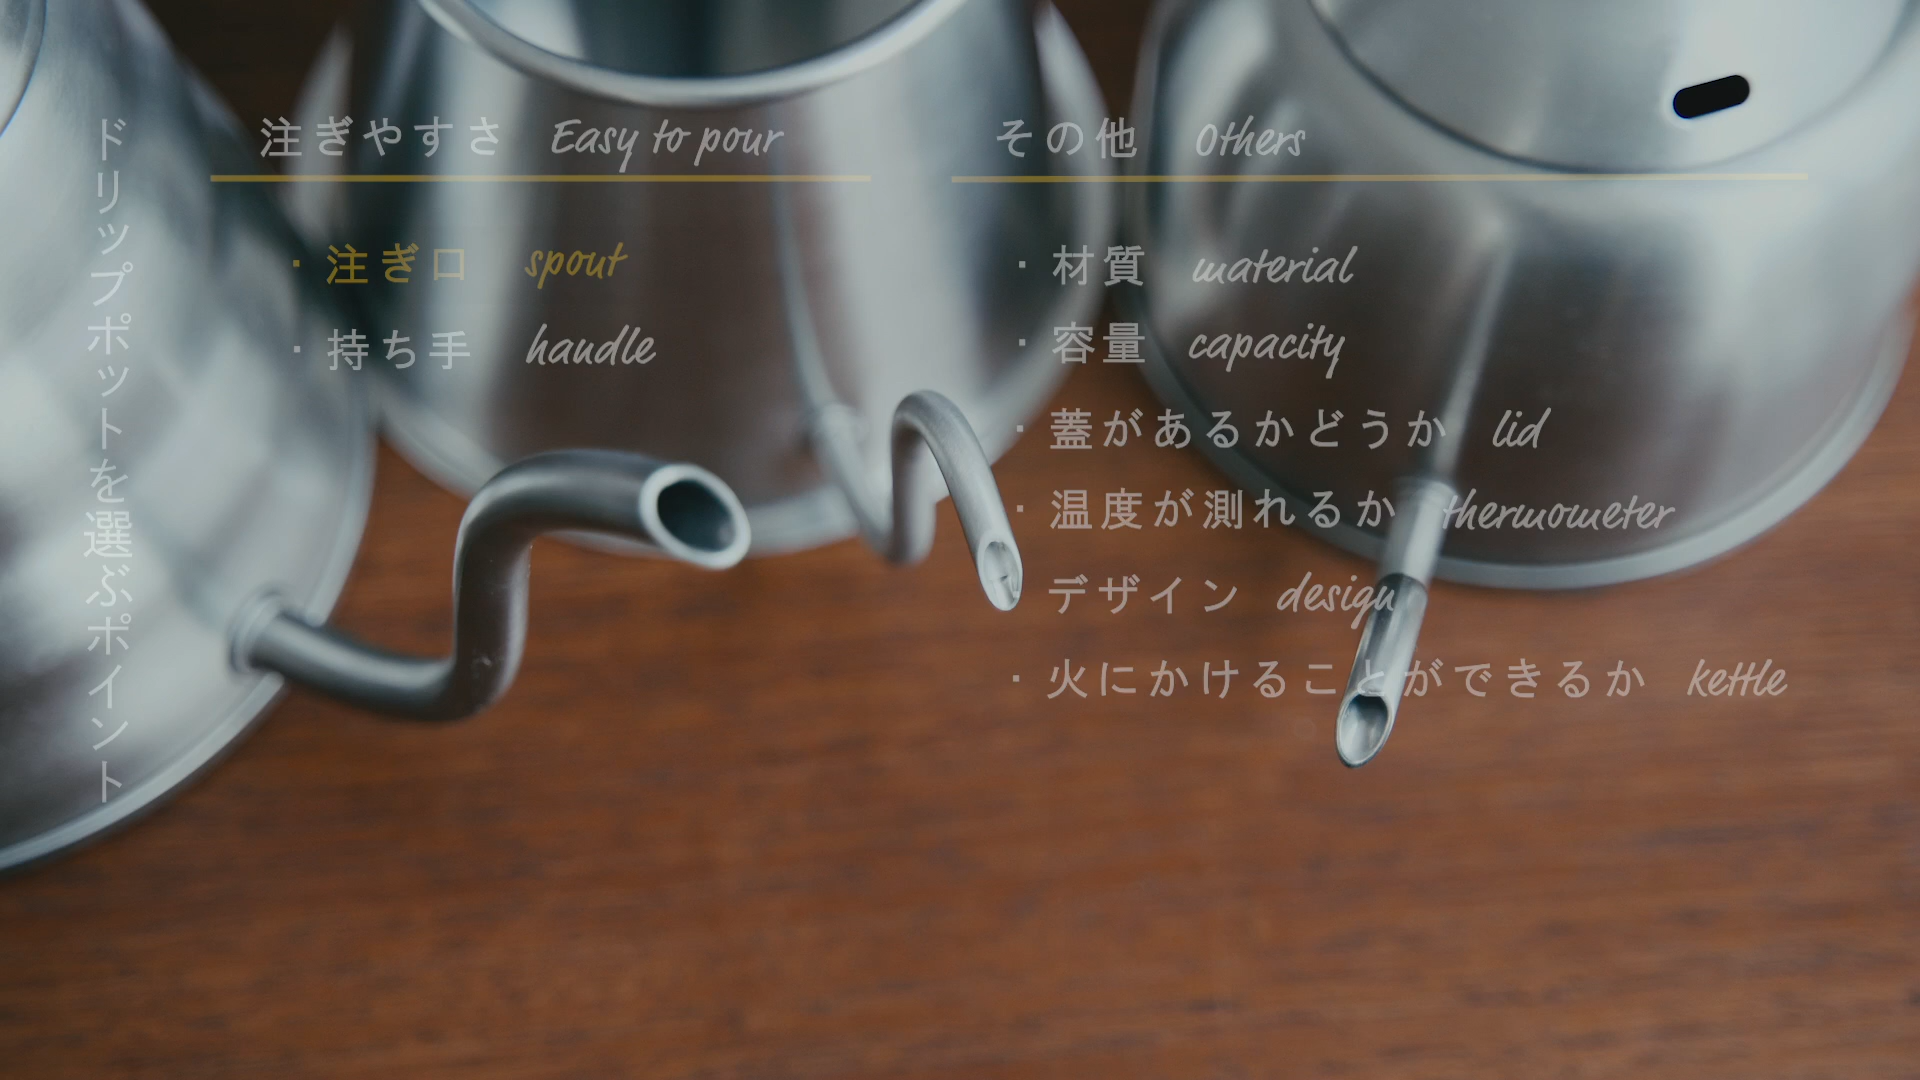 ドリップポットを選ぶポイント
注ぎやすさ Easy to pour
・注ぎ口 spout
・持ち手 handle
その他 Others
・材質 material
・容量 capacity
・蓋があるかどうか lid
・温度が測れるか thermometer
・デザイン design
・火にかけることができるか kettle